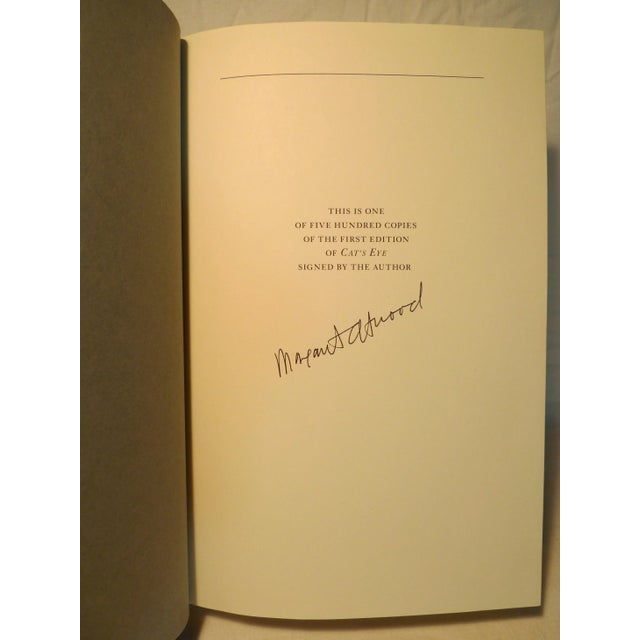 THIS IS ONE
OF FIVE HUNDRED COPIES
OF THE FIRST EDITION
OF CAT'S EYE
SIGNED BY THE AUTHOR
Margaret Atwood